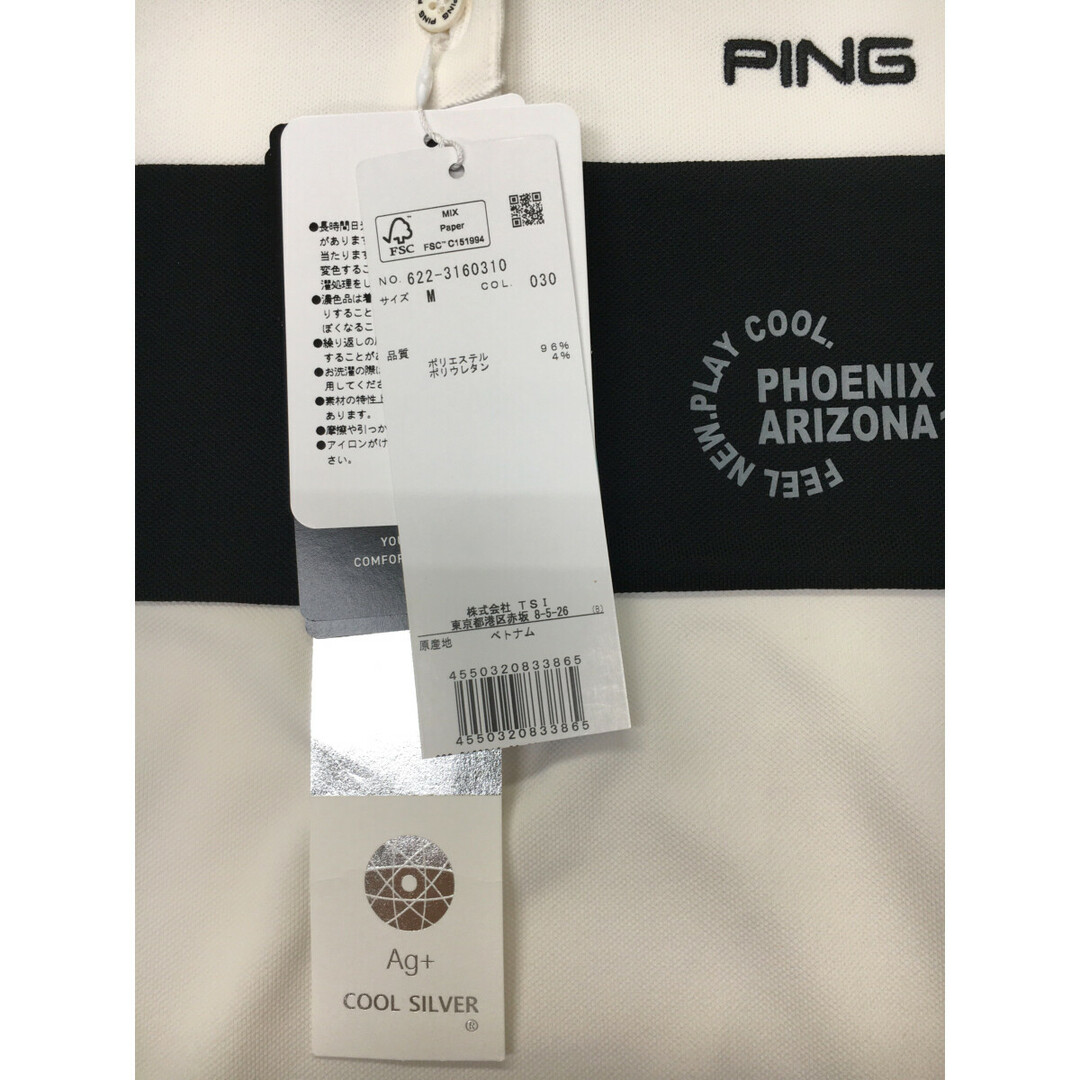 PING
PING
MIX
Paper
FSC™ C151994
FSC
NO. 622-3160310
サイズ M COL. 030
品質 ポリエステル 96%
ポリウレタン 4%
株式会社 TSI
東京都港区赤坂 8-5-26 (B)
原産地 ベトナム
4550320833865
4550320833865
●長時間日
があります
当たります
変色するこ
濯処理をし
●濃色品は着
りすること
ぼくなるこ
●繰り返しの
することが
●お洗濯の際
用してくだ
●素材の特性上
あります。
●摩擦や引っか
●アイロンがけ
さい。
YOU
COMFOR
Ag+
COOL SILVER
®
FEEL NEW.PLAY COOL.
PHOENIX
ARIZONA